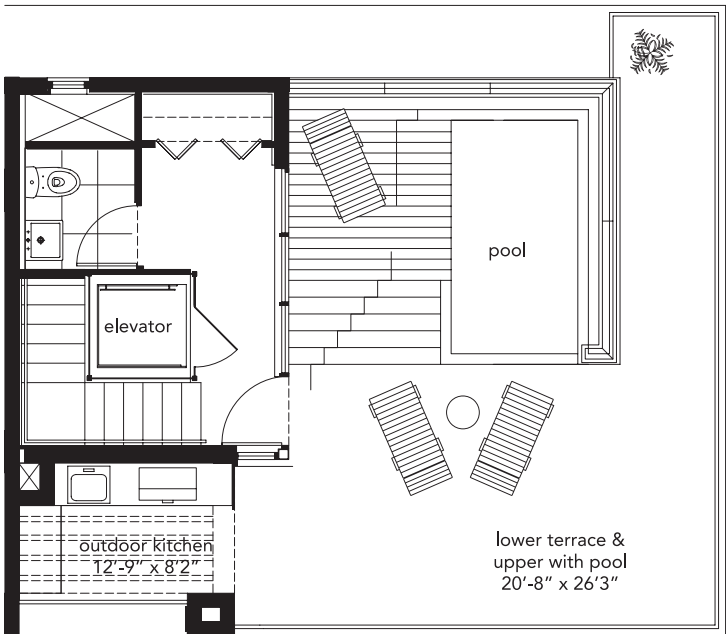 pool
elevator
outdoor kitchen
12'-9" x 8'2"
lower terrace &
upper with pool
20'-8" x 26'3"